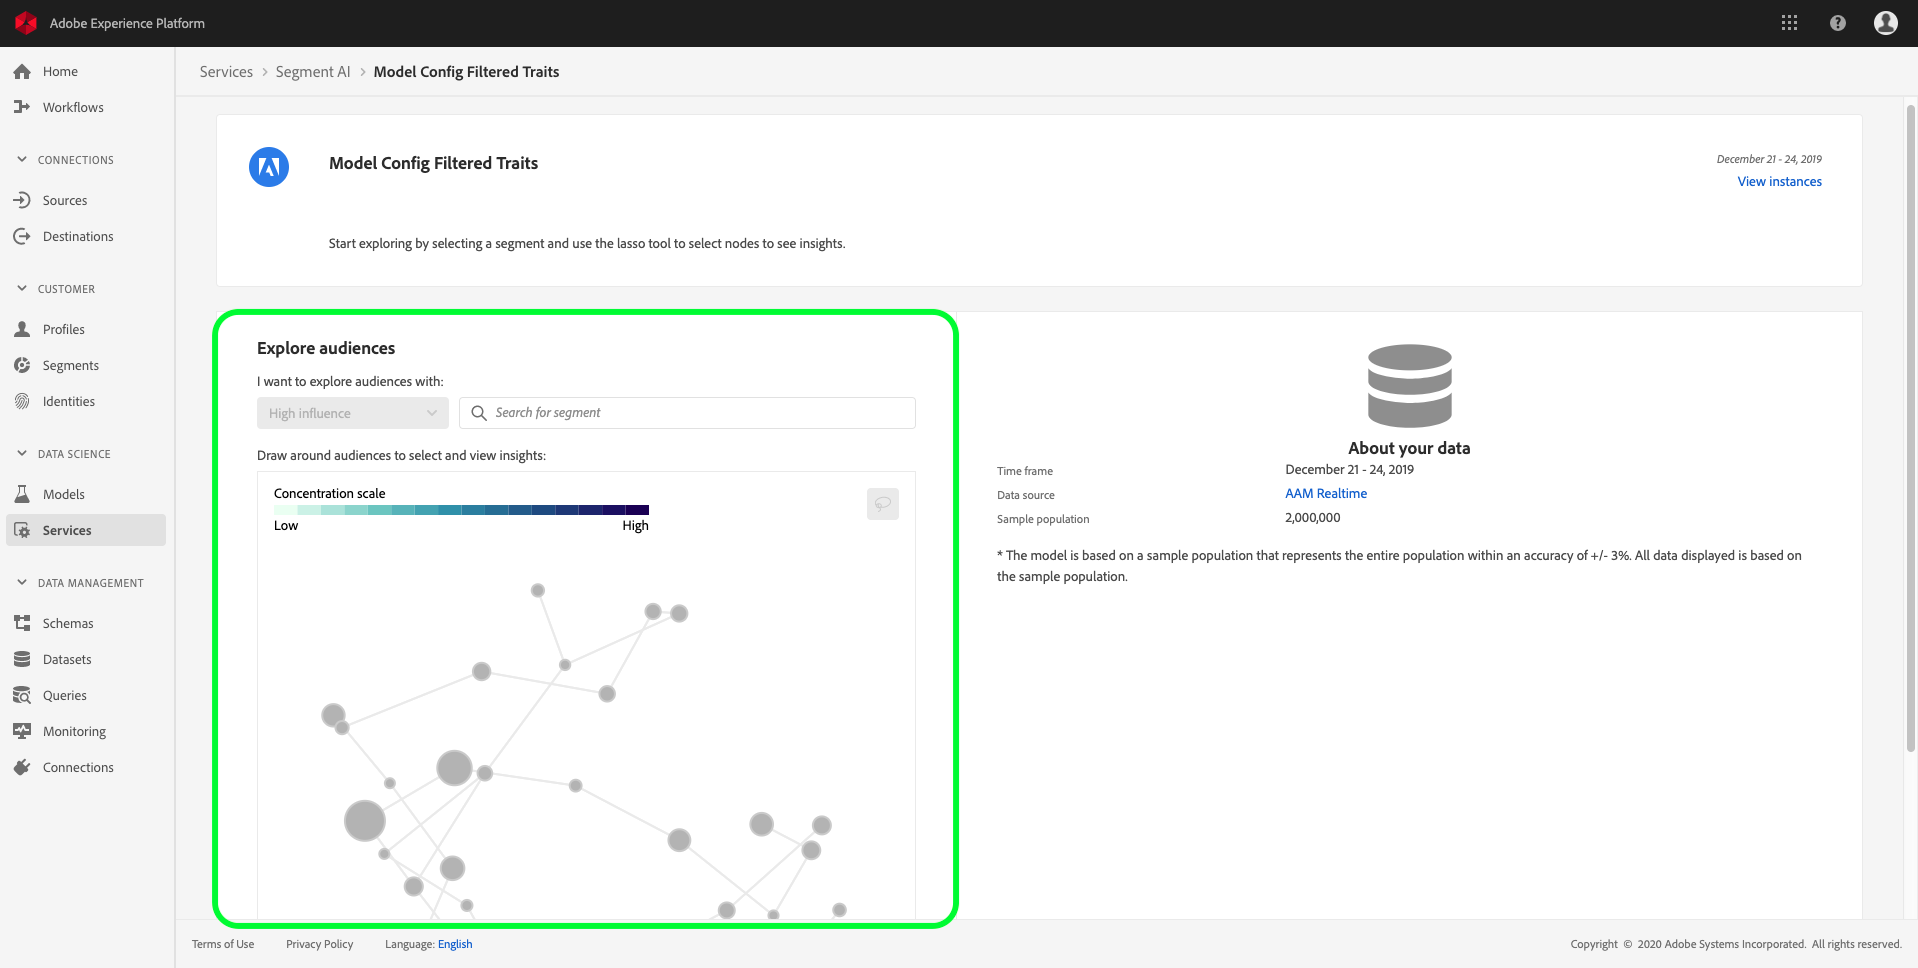 Adobe Experience Platform
Home
Workflows
CONNECTIONS
Sources
Destinations
CUSTOMER
Profiles
Segments
Identities
DATA SCIENCE
Models
Services
DATA MANAGEMENT
Schemas
Datasets
Queries
Monitoring
Connections
Services > Segment AI > Model Config Filtered Traits
Model Config Filtered Traits
December 21 - 24, 2019
View instances
Start exploring by selecting a segment and use the lasso tool to select nodes to see insights.
Explore audiences
I want to explore audiences with:
High influence
Search for segment
Draw around audiences to select and view insights:
Concentration scale
Low High
About your data
Time frame December 21 - 24, 2019
Data source AAM Realtime
Sample population 2,000,000
* The model is based on a sample population that represents the entire population within an accuracy of +/- 3%. All data displayed is based on
the sample population.
Terms of Use Privacy Policy Language: English
Copyright © 2020 Adobe Systems Incorporated. All rights reserved.